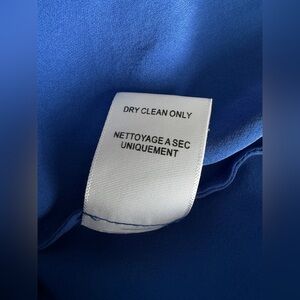 DRY CLEAN ONLY
NETTOYAGE A SEC
UNIQUEMENT